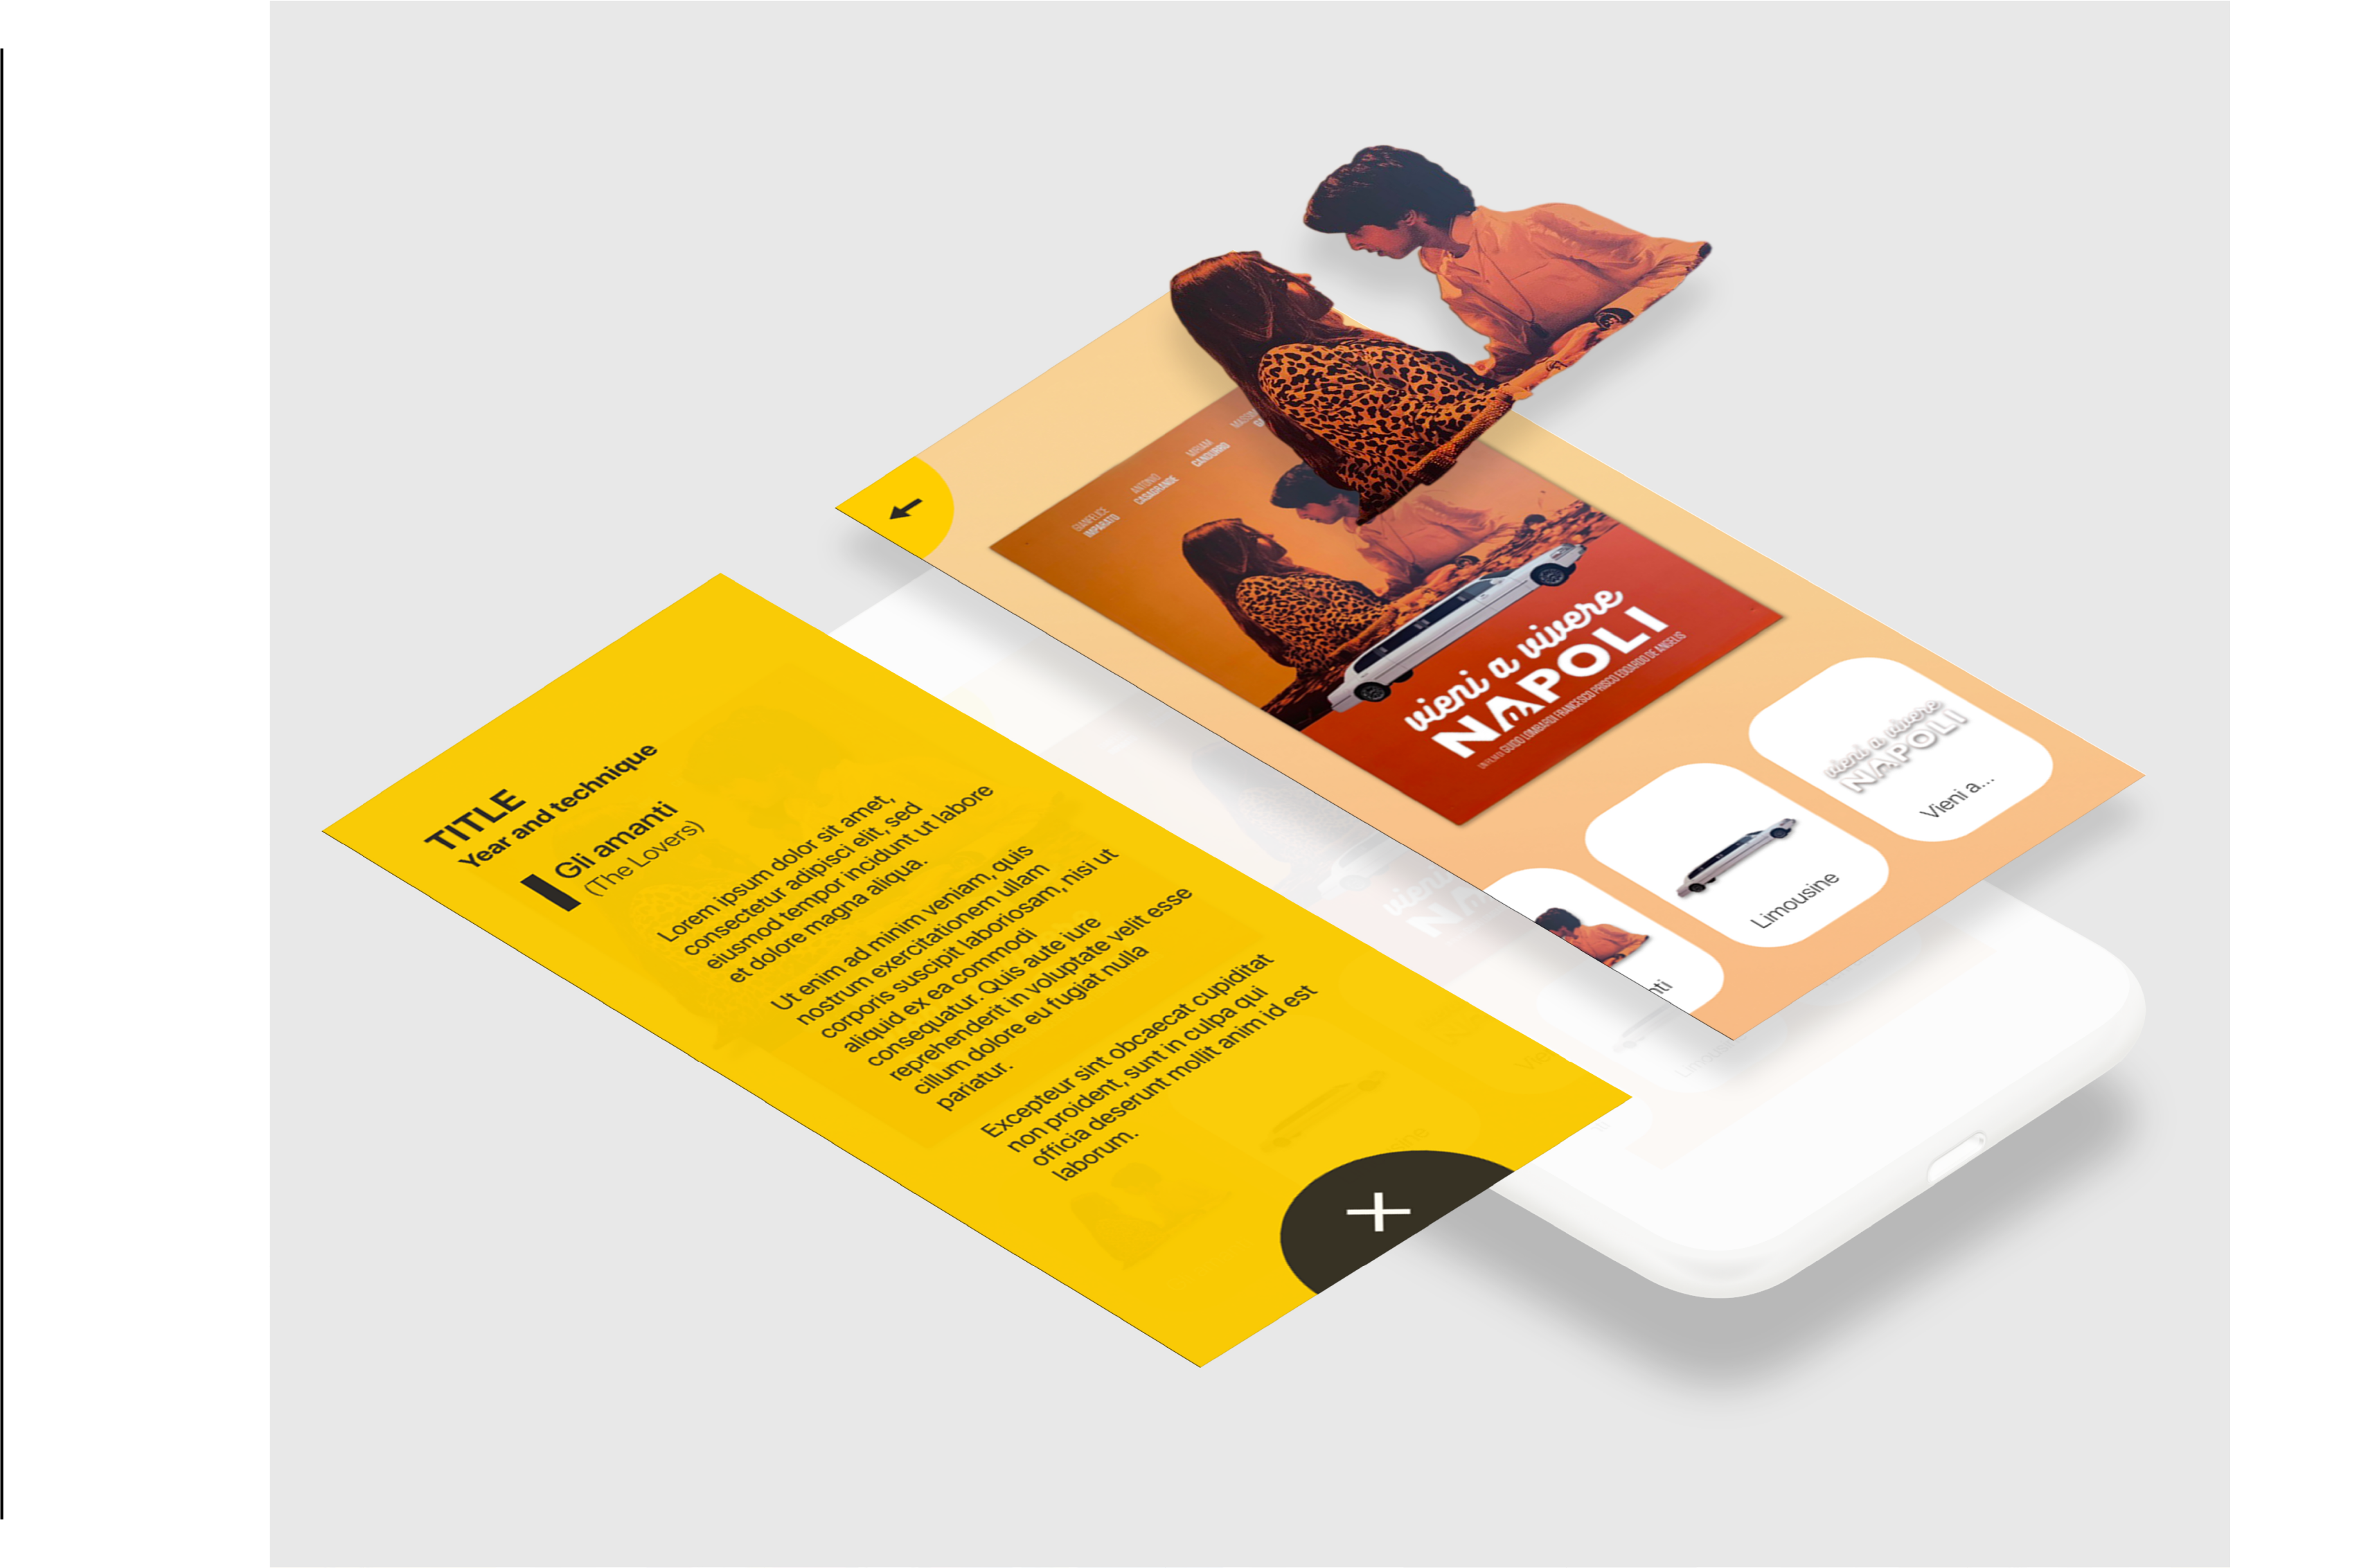 TITLE
Year and technique
Gli amanti
(The Lovers)
Lorem ipsum dolor sit amet,
consectetur adipisci elit, sed
eiusmod tempor incidunt ut labore
et dolore magna aliqua.
Ut enim ad minim veniam, quis
nostrum exercitationem ullam
corporis suscipit laboriosam, nisi ut
aliquid ex ea commodi
consequatur. Quis aute iure
reprehenderit in voluptate velit esse
cillum dolore eu fugiat nulla
pariatur.
Excepteur sint obcaecat cupiditat
non proident, sunt in culpa qui
officia deserunt mollit anim id est
laborum.
GIANFELICE
IMPARATO
ANTONIO
CASAGRANDE
MIRIAM
CANDURRO
vieni a vivere
NAPOLI
UN FILM DI GUIDO LOMBARDI FRANCESCO PRISCO EDOARDO DE ANGELIS
nti
Limousine
vieni a vivere
NAPOLI
Vieni a...